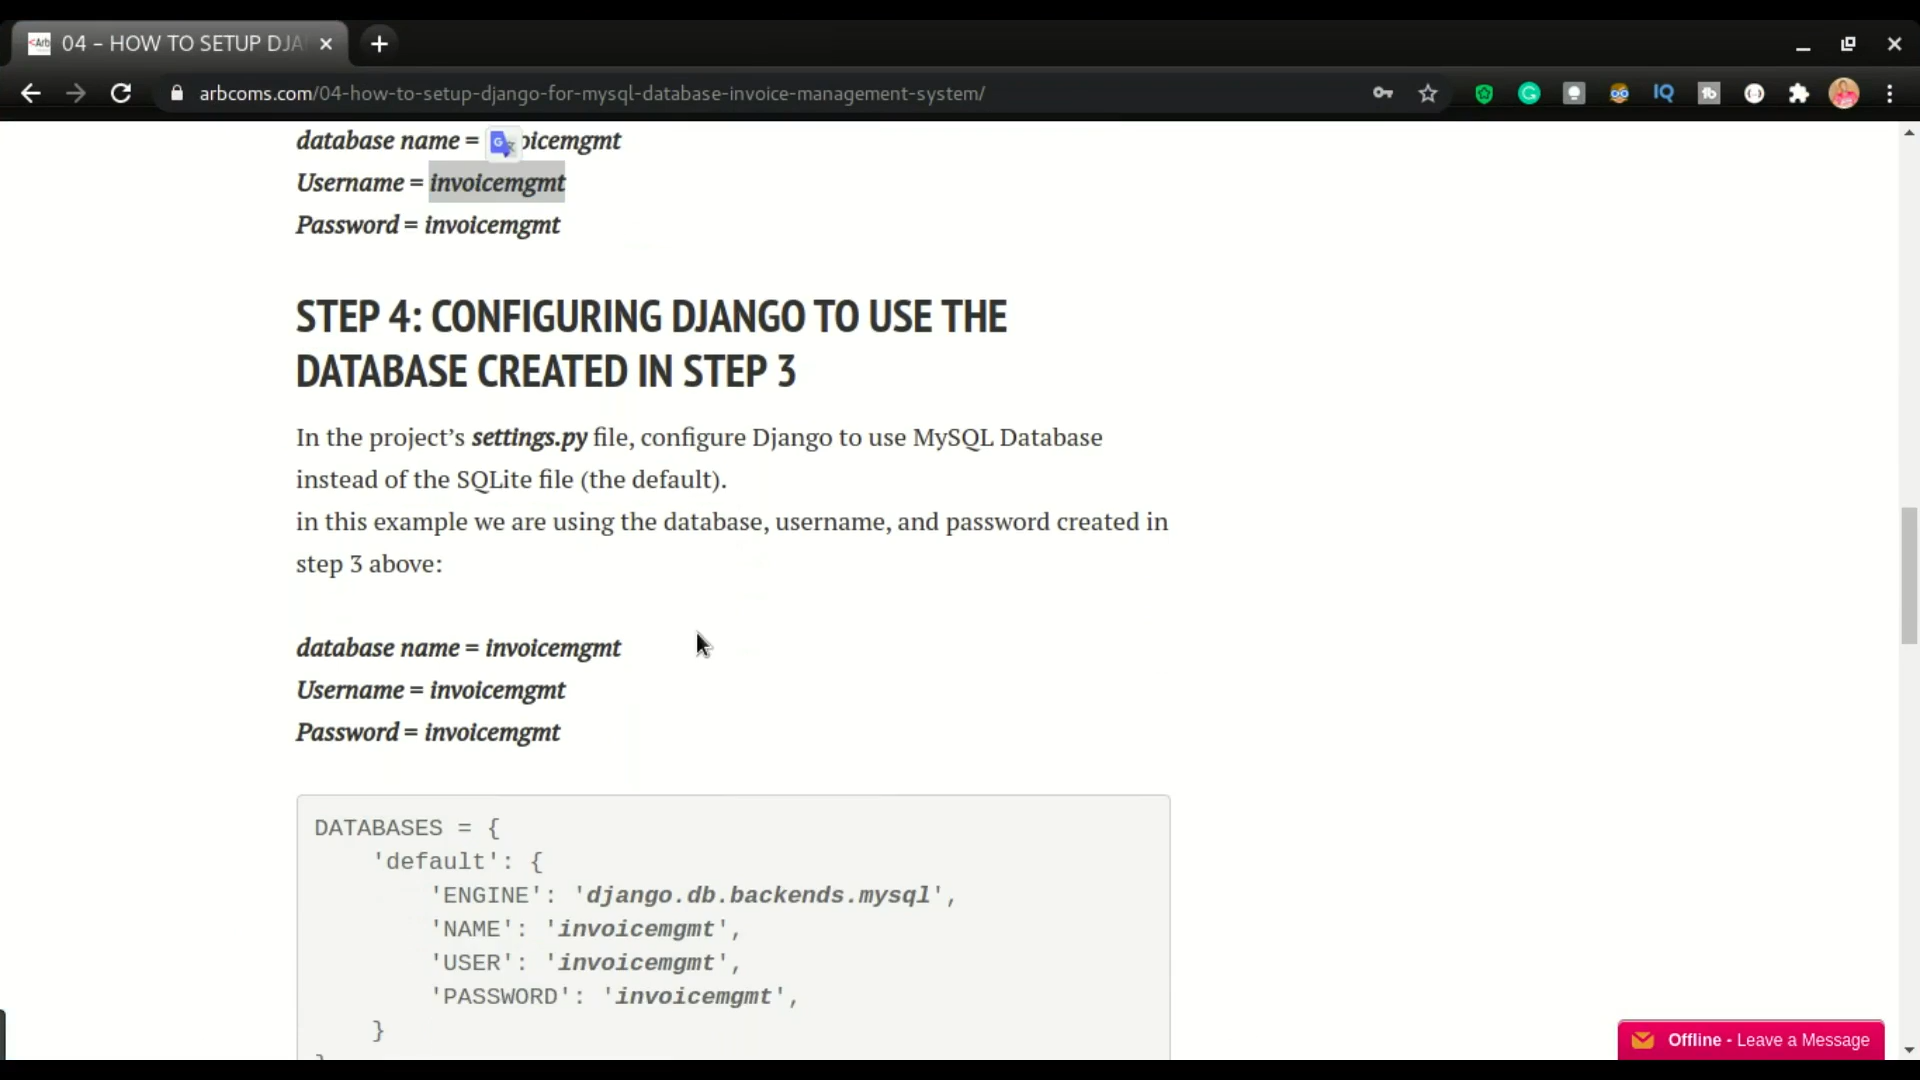 04 – HOW TO SETUP DJA
arbcoms.com/04-how-to-setup-django-for-mysql-database-invoice-management-system/
database name = oicemgmt
Username = invoicemgmt
Password = invoicemgmt
STEP 4: CONFIGURING DJANGO TO USE THE
DATABASE CREATED IN STEP 3
In the project’s settings.py file, configure Django to use MySQL Database
instead of the SQLite file (the default).
in this example we are using the database, username, and password created in
step 3 above:
database name = invoicemgmt
Username = invoicemgmt
Password = invoicemgmt
DATABASES = {
'default': {
'ENGINE': 'django.db.backends.mysql',
'NAME': 'invoicemgmt',
'USER': 'invoicemgmt',
'PASSWORD': 'invoicemgmt',
}
Offline - Leave a Message